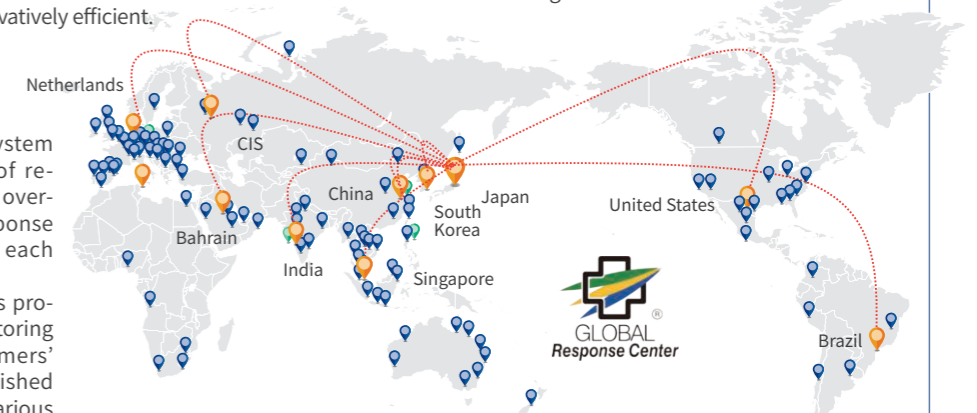 vatively efficient.
ystem
of re-
over-
ponse
each
s pro-
toring
mers'
ished
arious
Netherlands
CIS
China
Japan
South
Korea
United States
Bahrain
India
Singapore
Brazil
GLOBAL
®
Response Center